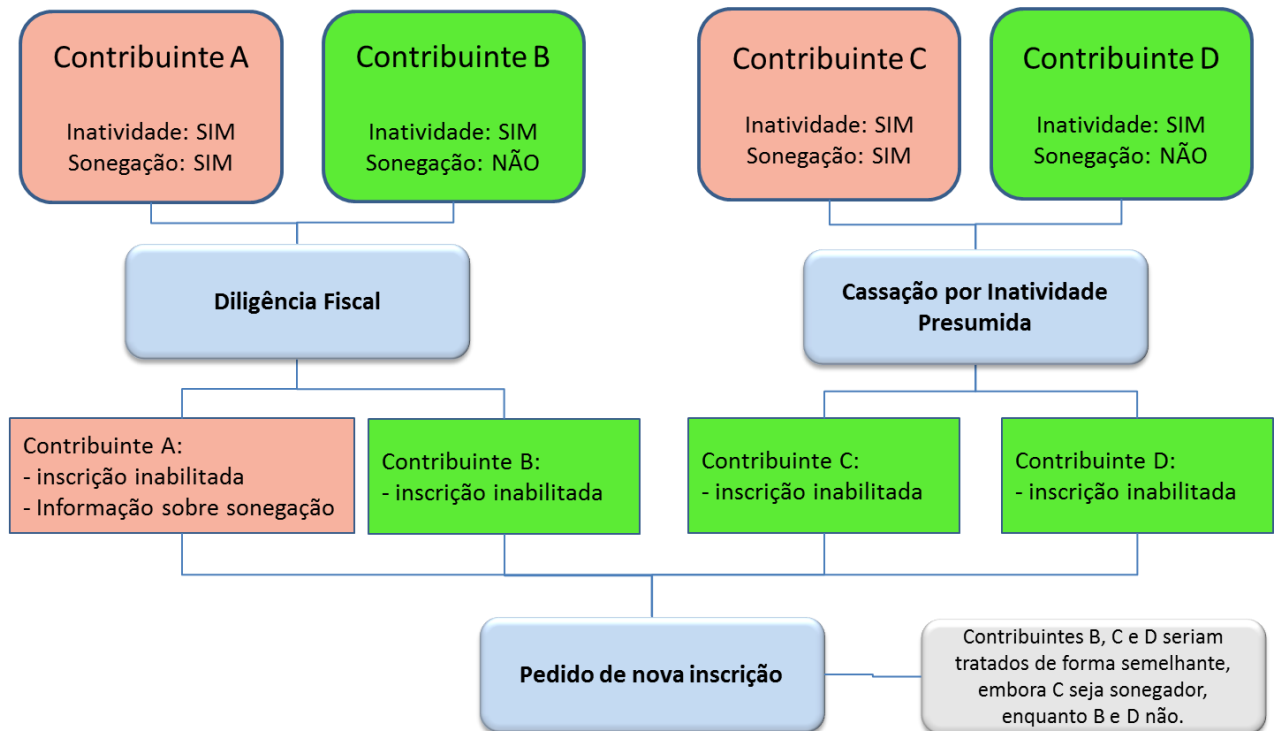 Contribuinte A
Inatividade: SIM
Sonegação: SIM
Contribuinte B
Inatividade: SIM
Sonegação: NÃO
Contribuinte C
Inatividade: SIM
Sonegação: SIM
Contribuinte D
Inatividade: SIM
Sonegação: NÃO
Diligência Fiscal
Cassação por Inatividade
Presumida
Contribuinte A:
- inscrição inabilitada
- Informação sobre sonegação
Contribuinte B:
- inscrição inabilitada
Contribuinte C:
- inscrição inabilitada
Contribuinte D:
- inscrição inabilitada
Pedido de nova inscrição
Contribuintes B, C e D seriam
tratados de forma semelhante,
embora C seja sonegador,
enquanto B e D não.